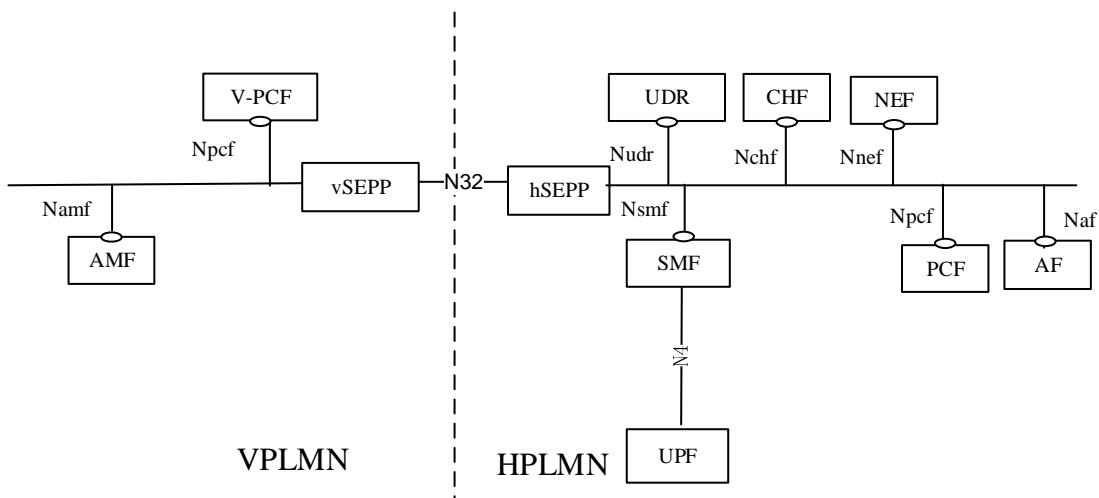 V-PCF
UDR
CHF
NEF
Npcf
Nudr
Nchf
Nnef
vSEPP
N32
hSEPP
Namf
Nsmf
Npcf
Naf
AMF
SMF
PCF
AF
N4
VPLMN
HPLMN
UPF